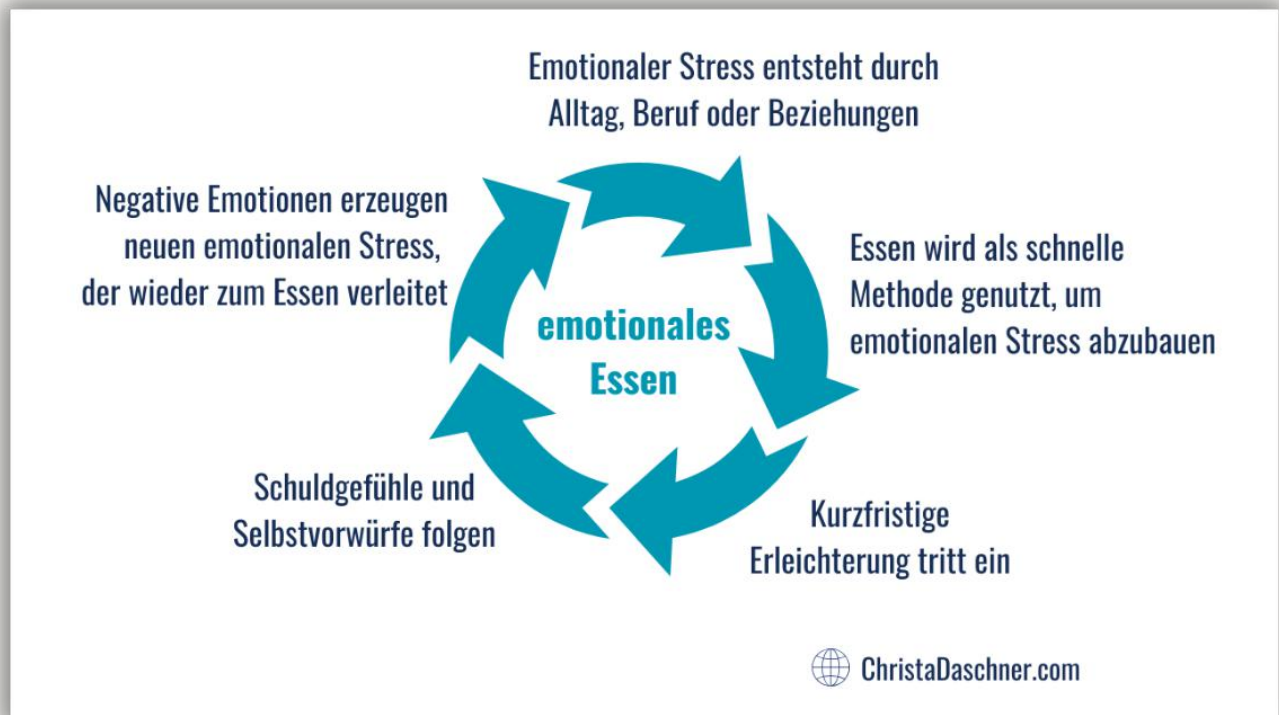 Emotionaler Stress entsteht durch
Alltag, Beruf oder Beziehungen
Essen wird als schnelle
Methode genutzt, um
emotionalen Stress abzubauen
Kurzfristige
Erleichterung tritt ein
Schuldgefühle und
Selbstvorwürfe folgen
Negative Emotionen erzeugen
neuen emotionalen Stress,
der wieder zum Essen verleitet
emotionales
Essen
ChristaDaschner.com